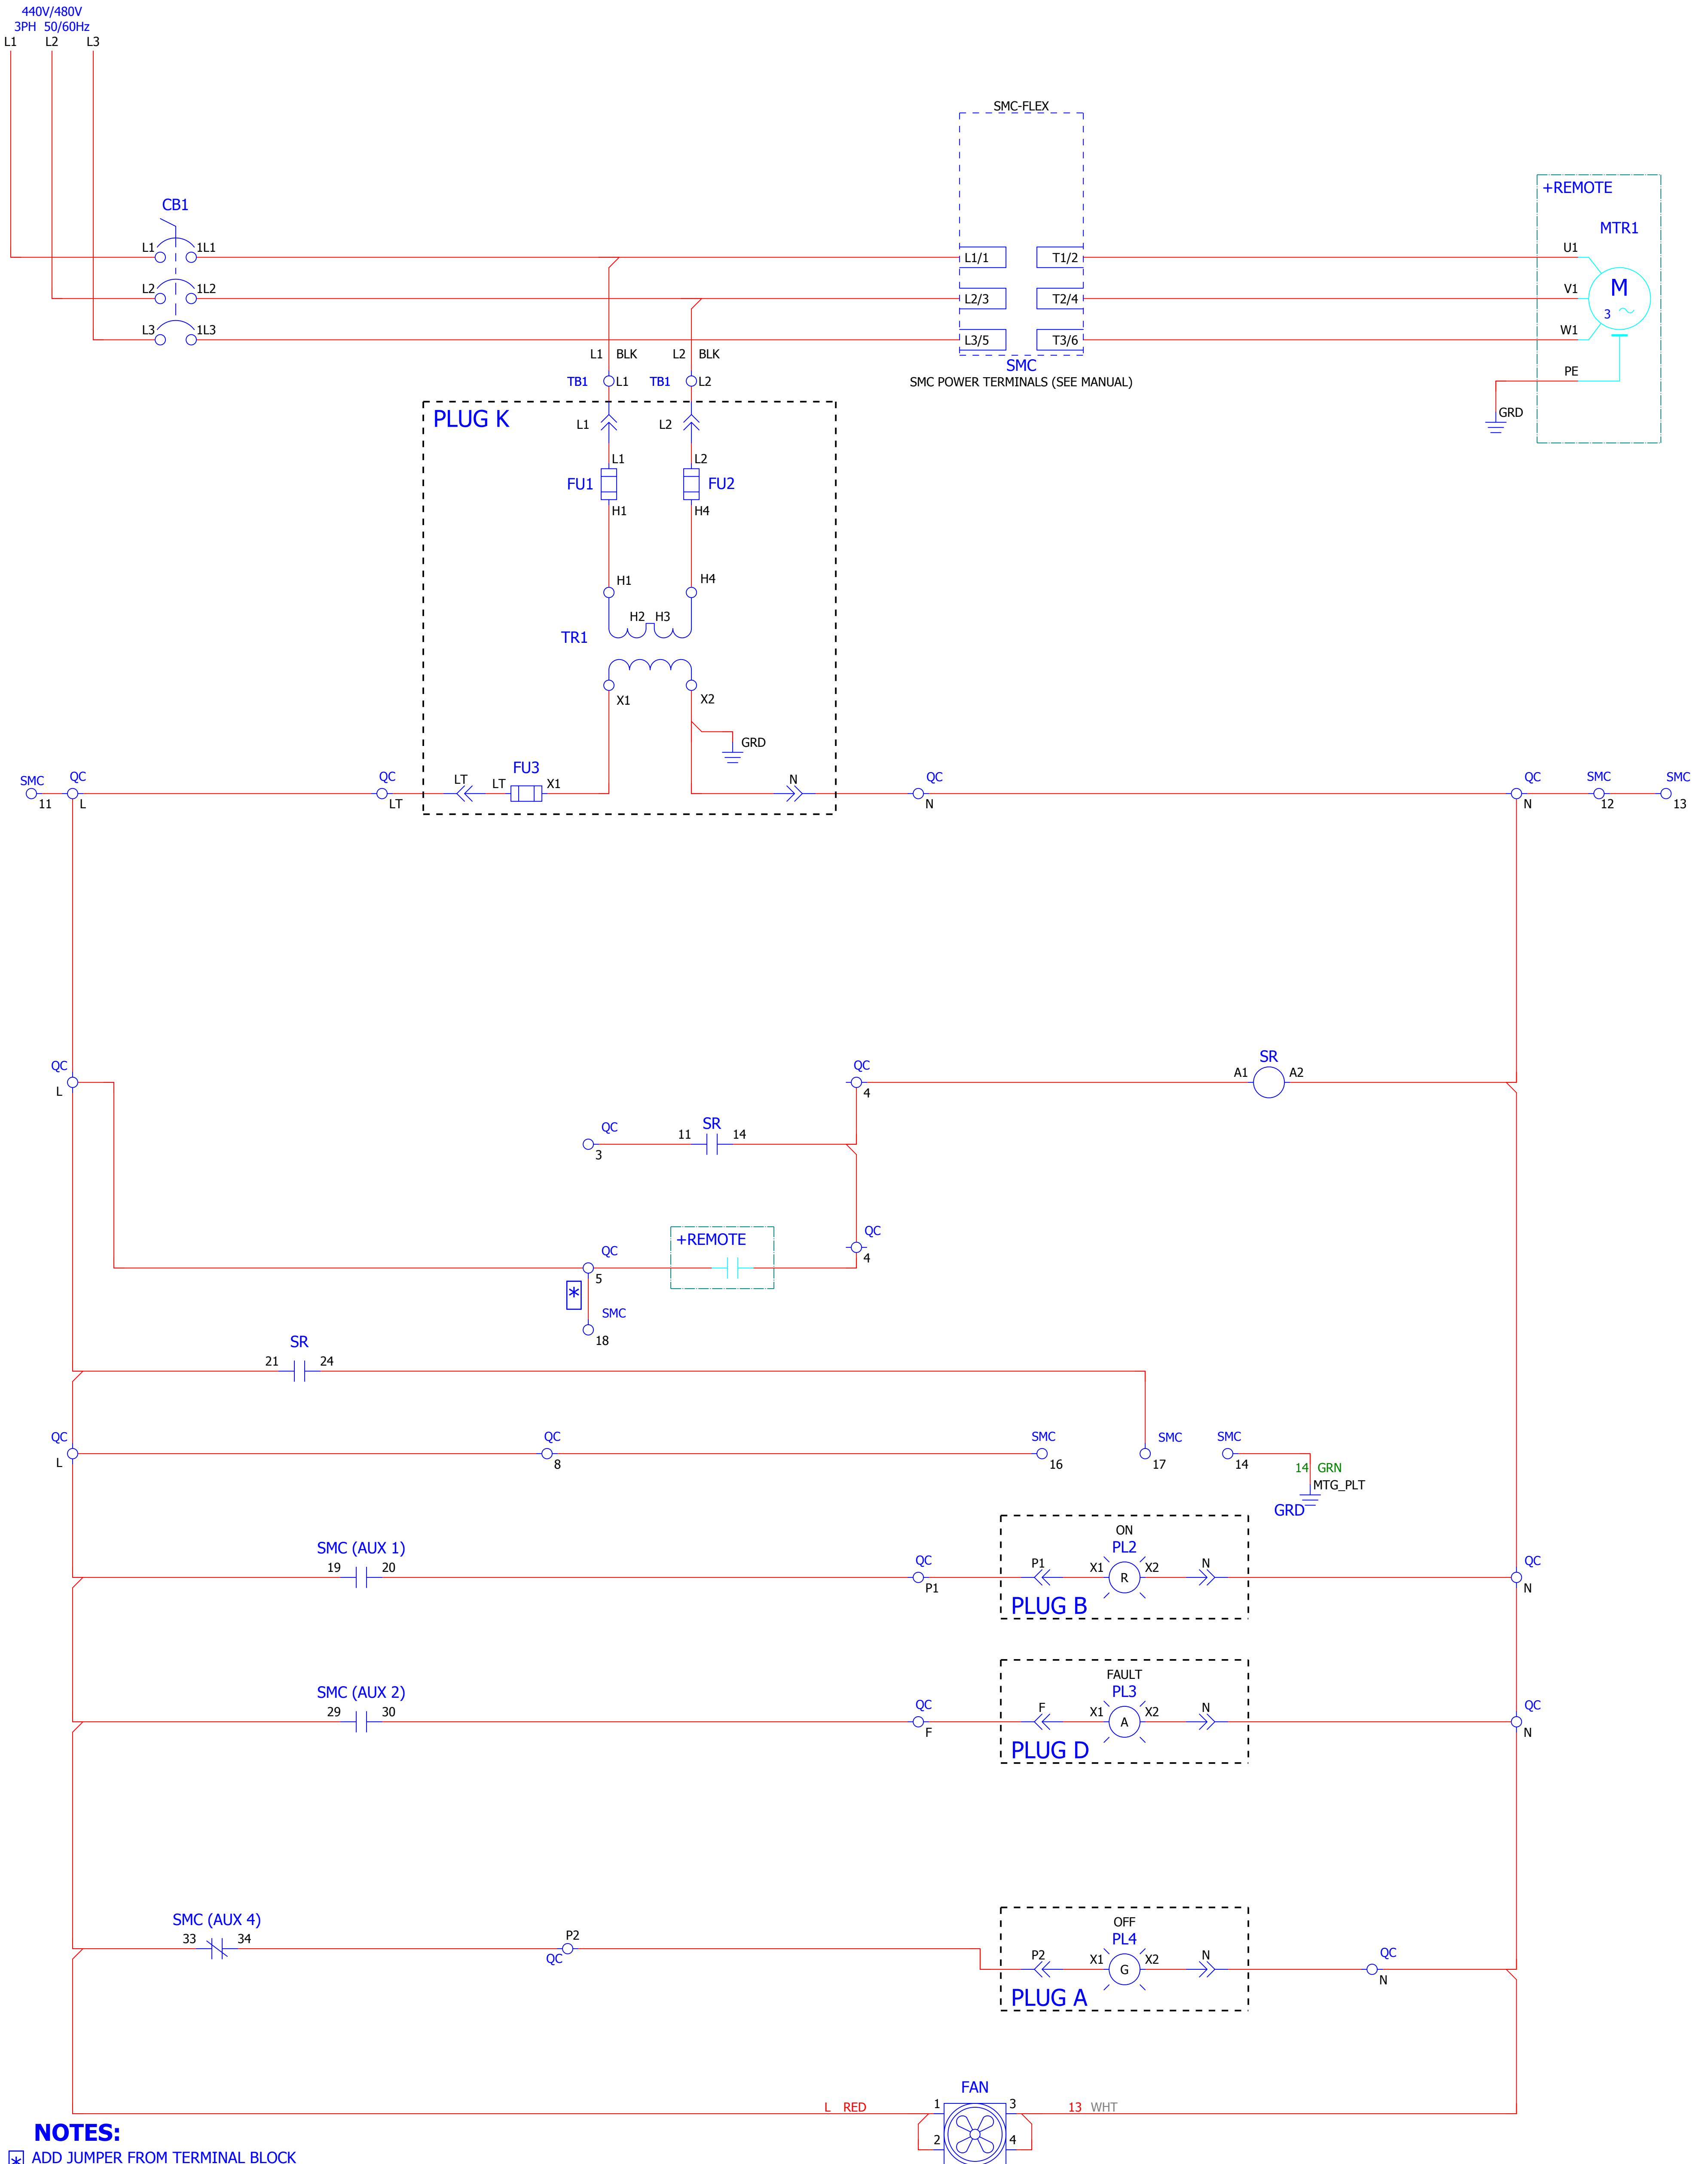 440V/480V
3PH 50/60Hz
L1 L2 L3
SMC-FLEX
+REMOTE
CB1
MTR1
L1 1L1 L1/1 T1/2 U1
L2 1L2 L2/3 T2/4 V1
M
3
L3 1L3 L3/5 T3/6 W1
L1 BLK L2 BLK
SMC
SMC POWER TERMINALS (SEE MANUAL)
PE
TB1 L1 TB1 L2
GRD
PLUG K
L1 L2
L1 L2
FU1 FU2
H1 H4
H1 H4
H2 H3
TR1
X1 X2
GRD
SMC QC QC FU3 QC QC SMC SMC
LT LT X1 N
11 L LT N N 12 13
QC QC SR
L 4 A1 A2
QC SR
3 11 14
QC +REMOTE QC
5 4
*
SMC
18
SR
21 24
QC QC SMC SMC SMC
L 8 16 17 14
14 GRN
MTG_PLT
GRD
ON
SMC (AUX 1) PL2
19 20 QC P1 X1 R X2 N QC
P1 N
PLUG B
FAULT
SMC (AUX 2) PL3
29 30 QC F X1 A X2 N QC
F N
PLUG D
OFF
SMC (AUX 4) PL4
33 34 P2 P2 X1 G X2 N QC
QC N
PLUG A
FAN
L RED 1 3 13 WHT
2 4
NOTES:
* ADD JUMPER FROM TERMINAL BLOCK